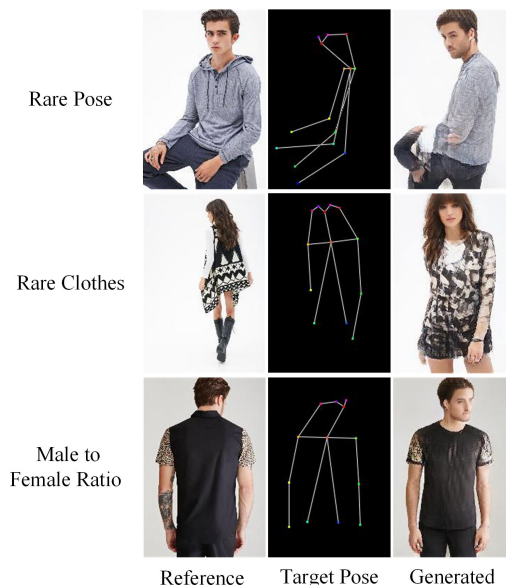 Rare Pose
Rare Clothes
Male to
Female Ratio
Reference Target Pose Generated